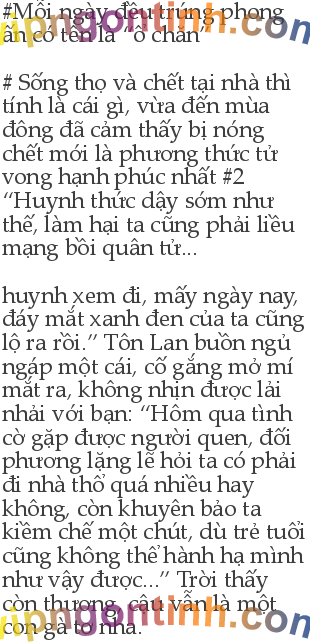 #Mỗi ngày đều trúng phong
ấn có tên là "ổ chăn"
# Sống thọ và chết tại nhà thì
tính là cái gì, vừa đến mùa
đông đã cảm thấy bị nóng
chết mới là phương thức tử
vong hạnh phúc nhất #2
"Huynh thức dậy sớm như
thế, làm hại ta cũng phải liều
mạng bồi quân tử...
huynh xem đi, mấy ngày nay,
đáy mắt xanh đen của ta cũng
lộ ra rồi." Tôn Lan buồn ngủ
ngáp một cái, cố gắng mở mí
mắt ra, không nhịn được lải
nhải với bạn: "Hôm qua tình
cờ gặp được người quen, đối
phương lặng lẽ hỏi ta có phải
đi nhà thổ quá nhiều hay
không, còn khuyên bảo ta
kiềm chế một chút, dù trẻ tuổi
cũng không thể hành hạ mình
như vậy được..." Trời thấy
còn thương, cậu vẫn là một
con gà tơ nha.